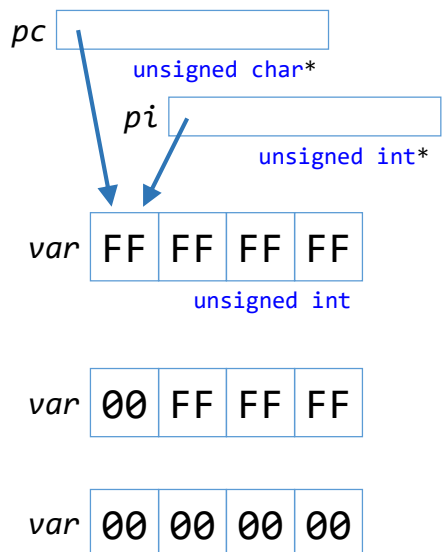 pc
unsigned char*
pi
unsigned int*
var FF FF FF FF
unsigned int
var 00 FF FF FF
var 00 00 00 00